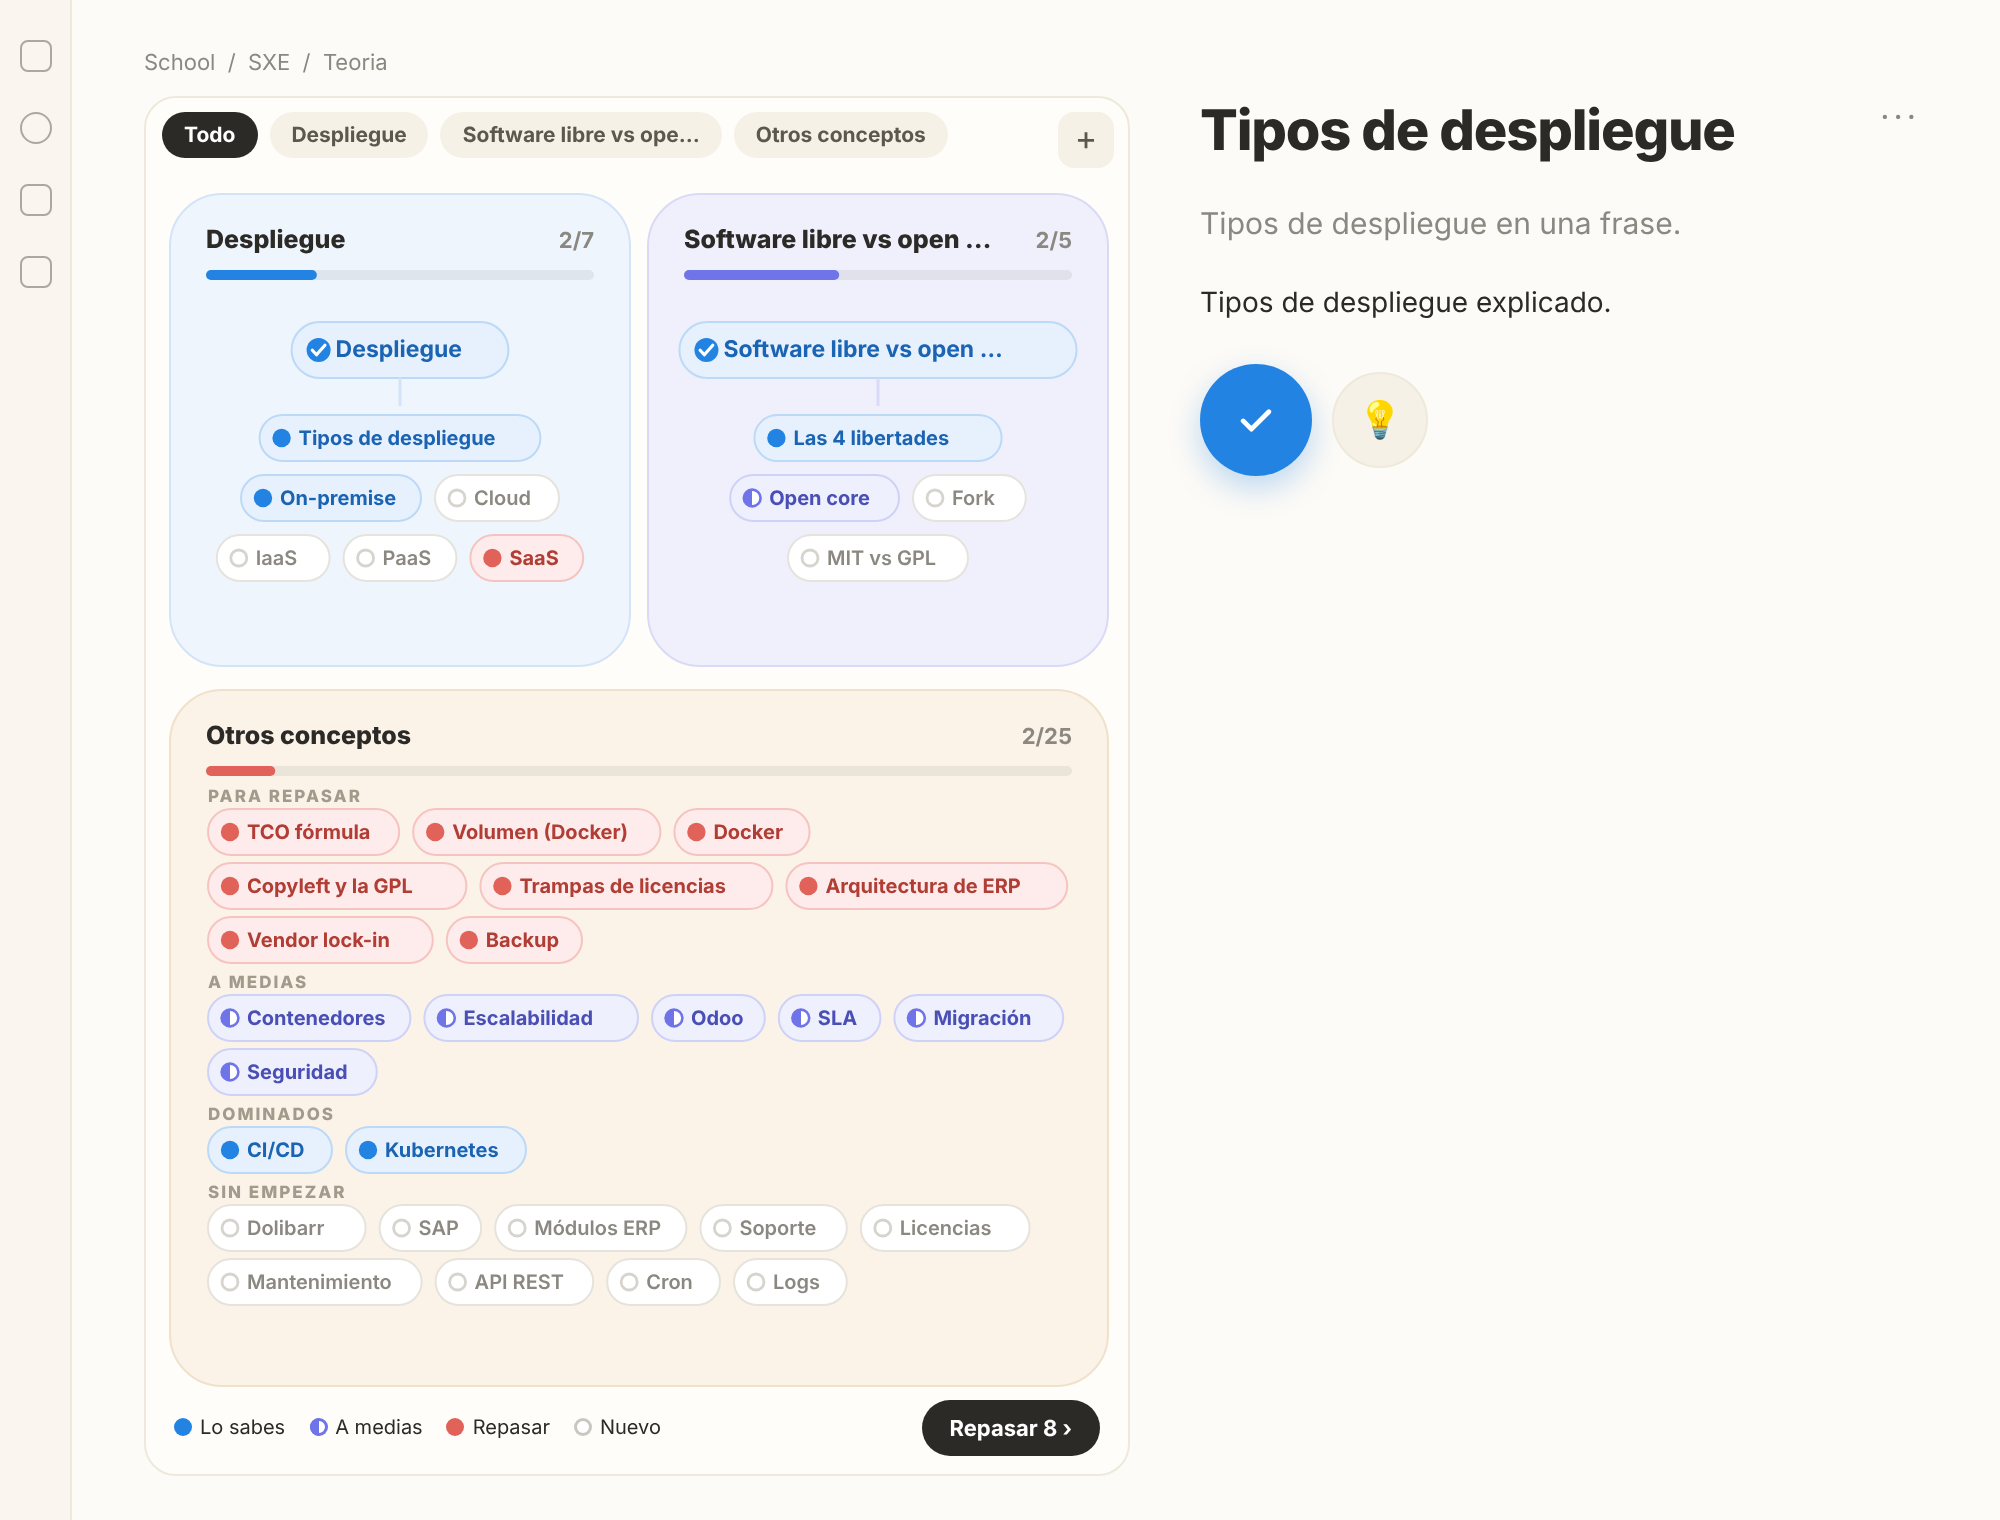 School / SXE / Teoria
Todo
Despliegue
Software libre vs ope...
Otros conceptos
+
Despliegue 2/7
Despliegue
Tipos de despliegue
On-premise Cloud
IaaS PaaS SaaS
Software libre vs open ... 2/5
Software libre vs open ...
Las 4 libertades
Open core Fork
MIT vs GPL
Otros conceptos 2/25
PARA REPASAR
TCO fórmula Volumen (Docker) Docker
Copyleft y la GPL Trampas de licencias Arquitectura de ERP
Vendor lock-in Backup
A MEDIAS
Contenedores Escalabilidad Odoo SLA Migración
Seguridad
DOMINADOS
CI/CD Kubernetes
SIN EMPEZAR
Dolibarr SAP Módulos ERP Soporte Licencias
Mantenimiento API REST Cron Logs
Lo sabes A medias Repasar Nuevo
Repasar 8 ›
Tipos de despliegue
...
Tipos de despliegue en una frase.
Tipos de despliegue explicado.